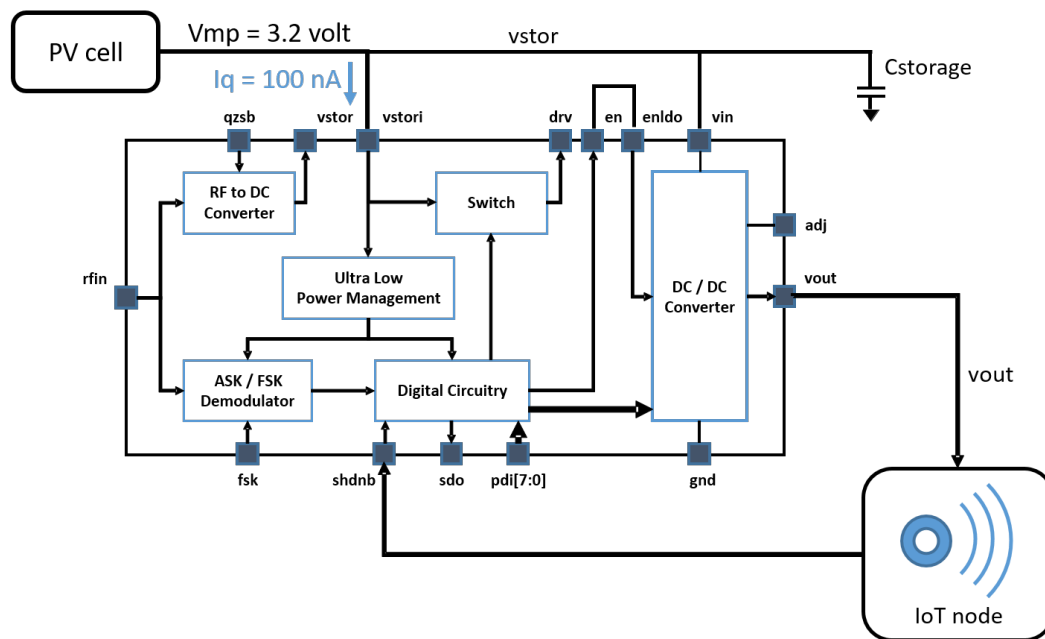 PV cell
Vmp = 3.2 volt
vstor
Iq = 100 nA
Cstorage
qzsb
vstor
vstori
drv
en
enldo
vin
RF to DC
Converter
Switch
adj
rfin
Ultra Low
Power Management
DC / DC
Converter
vout
ASK / FSK
Demodulator
Digital Circuitry
vout
fsk
shdnb
sdo
pdi[7:0]
gnd
IoT node